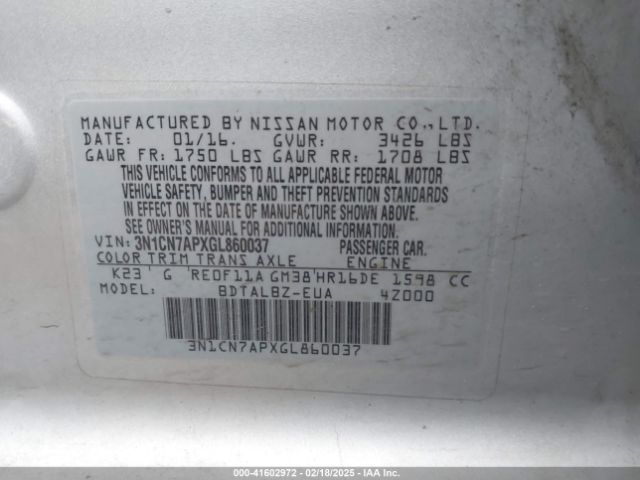 MANUFACTURED BY NISSAN MOTOR CO.,LTD.
DATE: 01/16. GVWR: 3426 LBS
GAWR FR: 1750 LBS GAWR RR: 1708 LBS
THIS VEHICLE CONFORMS TO ALL APPLICABLE FEDERAL MOTOR
VEHICLE SAFETY, BUMPER AND THEFT PREVENTION STANDARDS
IN EFFECT ON THE DATE OF MANUFACTURE SHOWN ABOVE.
SEE OWNER'S MANUAL FOR ADDITIONAL INFORMATION
VIN: 3N1CN7APXGL860037 PASSENGER CAR.
COLOR TRIM TRANS AXLE ENGINE
K23' G 'RE0F11A GM38'HR16DE 1598 CC
MODEL: BDTALBZ-EUA 4Z000
3N1CN7APXGL860037
000-41602972 - 02/18/2025 - IAA Inc.